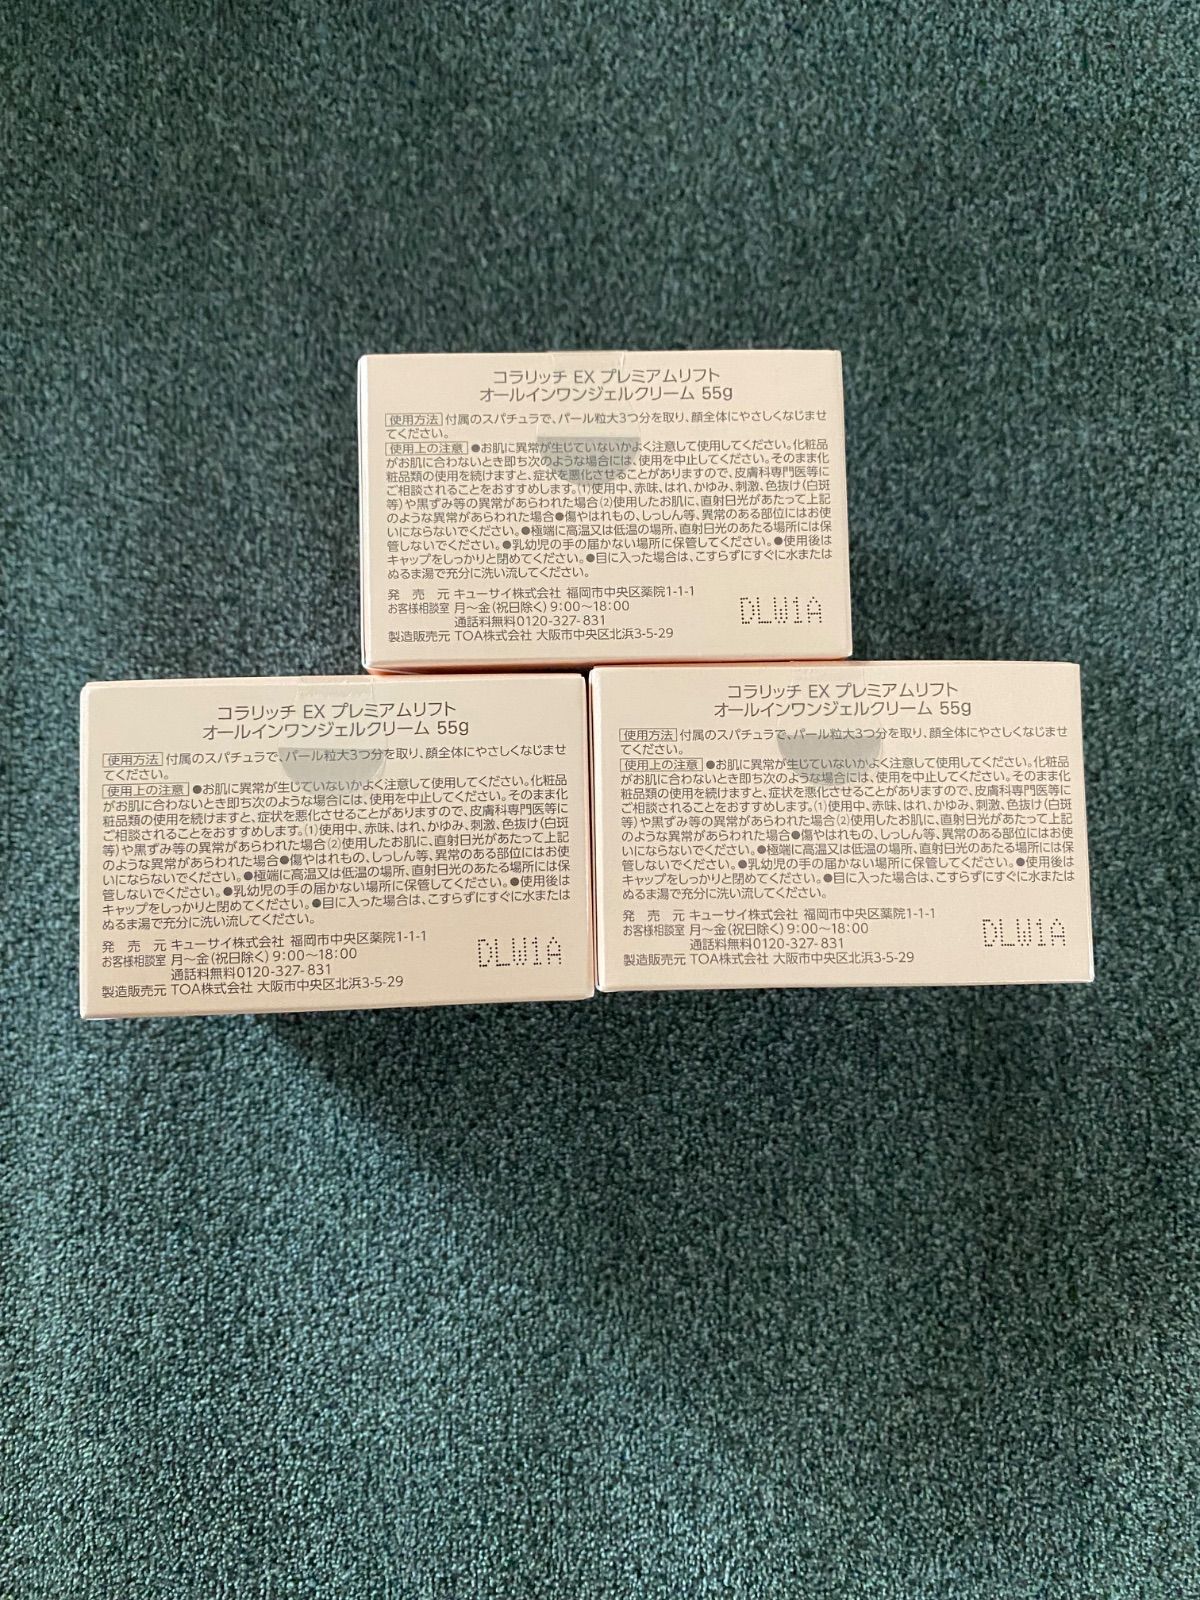 コラリッチ EX プレミアムリフト
オールインワンジェルクリーム 55g
使用方法 付属のスパチュラで、パール粒大3つ分を取り、顔全体にやさしくなじませ
てください。
使用上の注意 ●お肌に異常が生じていないかよく注意して使用してください。化粧品
がお肌に合わないとき即ち次のような場合には、使用を中止してください。そのまま化
粧品類の使用を続けますと、症状を悪化させることがありますので、皮膚科専門医等に
ご相談されることをおすすめします。(1)使用中、赤味、はれ、かゆみ、刺激、色抜け(白斑
等)や黒ずみ等の異常があらわれた場合(2)使用したお肌に、直射日光があたって上記
のような異常があらわれた場合●傷やはれもの、しっしん等、異常のある部位にはお使
いにならないでください。●極端に高温又は低温の場所、直射日光のあたる場所には保
管しないでください。●乳幼児の手の届かない場所に保管してください。●使用後は
キャップをしっかりと閉めてください。●目に入った場合は、こすらずにすぐに水または
ぬるま湯で充分に洗い流してください。
発 売 元 キューサイ株式会社 福岡市中央区薬院1-1-1
お客様相談室 月～金(祝日除く) 9:00～18:00
通話料無料0120-327-831
製造販売元 TOA株式会社 大阪市中央区北浜3-5-29
DLW1A
コラリッチ EX プレミアムリフト
オールインワンジェルクリーム 55g
使用方法 付属のスパチュラで、パール粒大3つ分を取り、顔全体にやさしくなじませ
てください。
使用上の注意 ●お肌に異常が生じていないかよく注意して使用してください。化粧品
がお肌に合わないとき即ち次のような場合には、使用を中止してください。そのまま化
粧品類の使用を続けますと、症状を悪化させることがありますので、皮膚科専門医等に
ご相談されることをおすすめします。(1)使用中、赤味、はれ、かゆみ、刺激、色抜け(白斑
等)や黒ずみ等の異常があらわれた場合(2)使用したお肌に、直射日光があたって上記
のような異常があらわれた場合●傷やはれもの、しっしん等、異常のある部位にはお使
いにならないでください。●極端に高温又は低温の場所、直射日光のあたる場所には保
管しないでください。●乳幼児の手の届かない場所に保管してください。●使用後は
キャップをしっかりと閉めてください。●目に入った場合は、こすらずにすぐに水または
ぬるま湯で充分に洗い流してください。
発 売 元 キューサイ株式会社 福岡市中央区薬院1-1-1
お客様相談室 月～金(祝日除く) 9:00～18:00
通話料無料0120-327-831
製造販売元 TOA株式会社 大阪市中央区北浜3-5-29
DLW1A
コラリッチ EX プレミアムリフト
オールインワンジェルクリーム 55g
使用方法 付属のスパチュラで、パール粒大3つ分を取り、顔全体にやさしくなじませ
てください。
使用上の注意 ●お肌に異常が生じていないかよく注意して使用してください。化粧品
がお肌に合わないとき即ち次のような場合には、使用を中止してください。そのまま化
粧品類の使用を続けますと、症状を悪化させることがありますので、皮膚科専門医等に
ご相談されることをおすすめします。(1)使用中、赤味、はれ、かゆみ、刺激、色抜け(白斑
等)や黒ずみ等の異常があらわれた場合(2)使用したお肌に、直射日光があたって上記
のような異常があらわれた場合●傷やはれもの、しっしん等、異常のある部位にはお使
いにならないでください。●極端に高温又は低温の場所、直射日光のあたる場所には保
管しないでください。●乳幼児の手の届かない場所に保管してください。●使用後は
キャップをしっかりと閉めてください。●目に入った場合は、こすらずにすぐに水または
ぬるま湯で充分に洗い流してください。
発 売 元 キューサイ株式会社 福岡市中央区薬院1-1-1
お客様相談室 月～金(祝日除く) 9:00～18:00
通話料無料0120-327-831
製造販売元 TOA株式会社 大阪市中央区北浜3-5-29
DLW1A